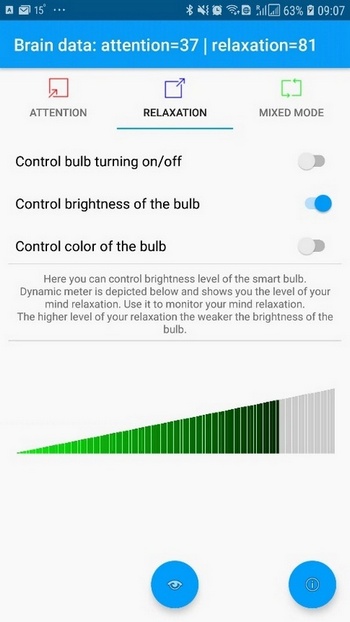 A 15° 63% 09:07
Brain data: attention=37 | relaxation=81
ATTENTION RELAXATION MIXED MODE
Control bulb turning on/off
Control brightness of the bulb
Control color of the bulb
Here you can control brightness level of the smart bulb.
Dynamic meter is depicted below and shows you the level of your
mind relaxation. Use it to monitor your mind relaxation.
The higher level of your relaxation the weaker the brightness of the
bulb.